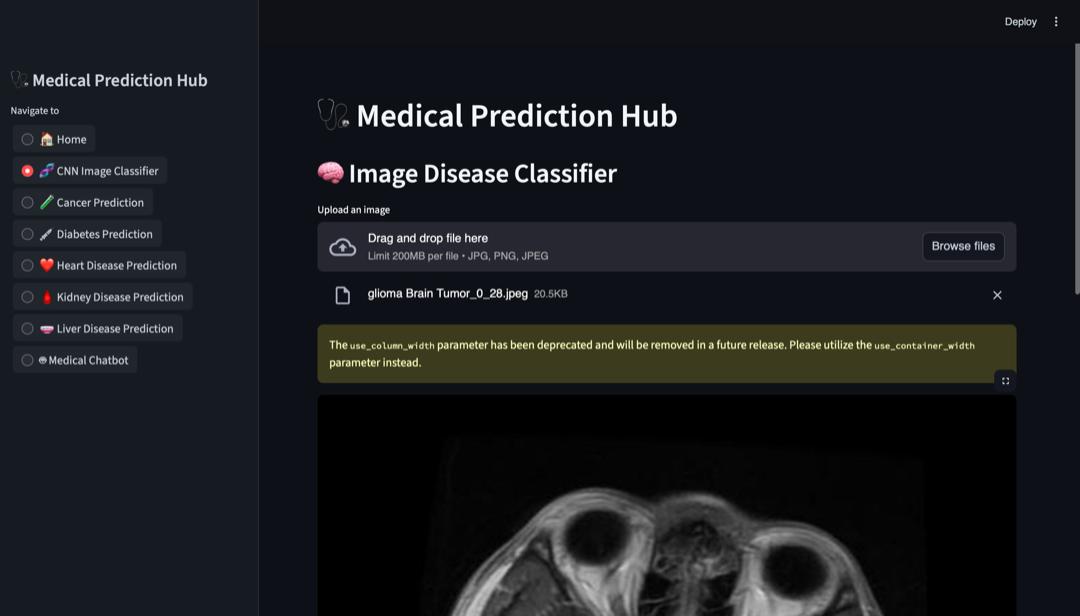 Deploy
🩺 Medical Prediction Hub
Navigate to
🏠 Home
🧬 CNN Image Classifier
🧪 Cancer Prediction
💉 Diabetes Prediction
❤️ Heart Disease Prediction
🩸 Kidney Disease Prediction
Liver Disease Prediction
Medical Chatbot
🩺 Medical Prediction Hub
🧠 Image Disease Classifier
Upload an image
Drag and drop file here
Limit 200MB per file • JPG, PNG, JPEG
Browse files
glioma Brain Tumor_0_28.jpeg 20.5KB
The use_column_width parameter has been deprecated and will be removed in a future release. Please utilize the use_container_width
parameter instead.